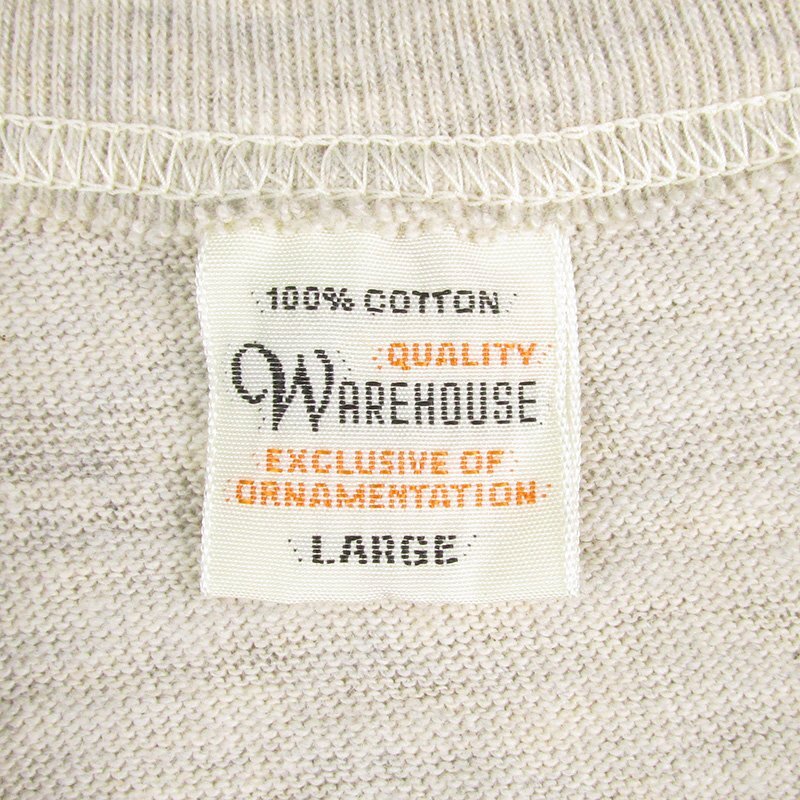 100% COTTON
QUALITY
WAREHOUSE
EXCLUSIVE OF
ORNAMENTATION
LARGE